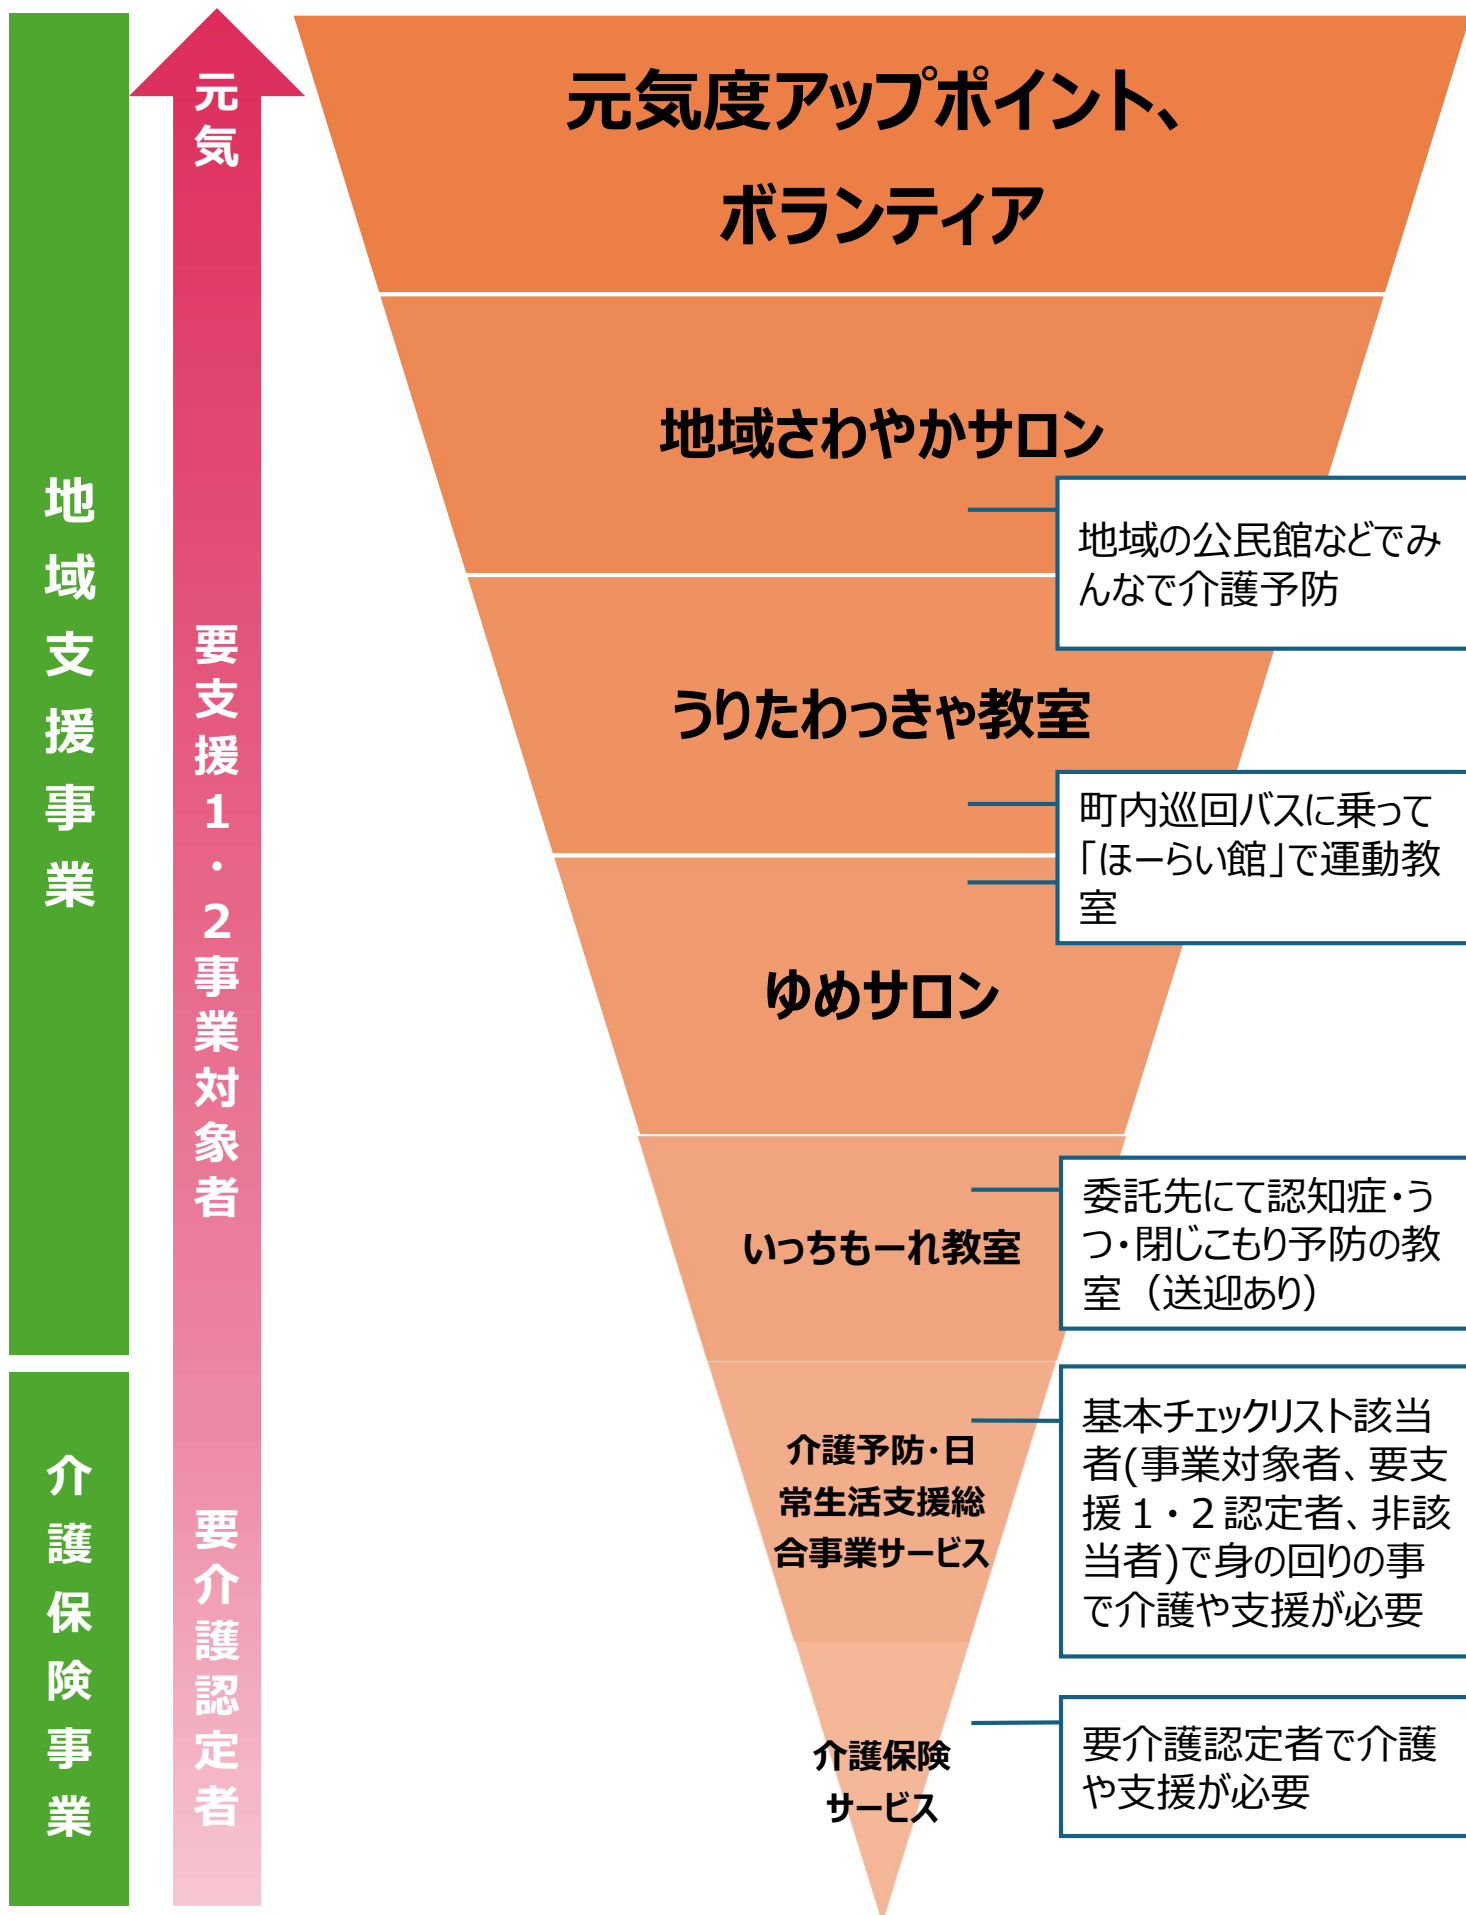 地域支援事業
介護保険事業
元気
要支援１・２事業対象者
要介護認定者
元気度アップポイント、
ボランティア
地域さわやかサロン
地域の公民館などでみ
んなで介護予防
うりたわっきゃ教室
町内巡回バスに乗って
「ほーらい館」で運動教
室
ゆめサロン
いっちもーれ教室
委託先にて認知症・う
つ・閉じこもり予防の教
室（送迎あり）
介護予防・日
常生活支援総
合事業サービス
基本チェックリスト該当
者(事業対象者、要支
援１・２認定者、非該
当者)で身の回りの事
で介護や支援が必要
介護保険
サービス
要介護認定者で介護
や支援が必要